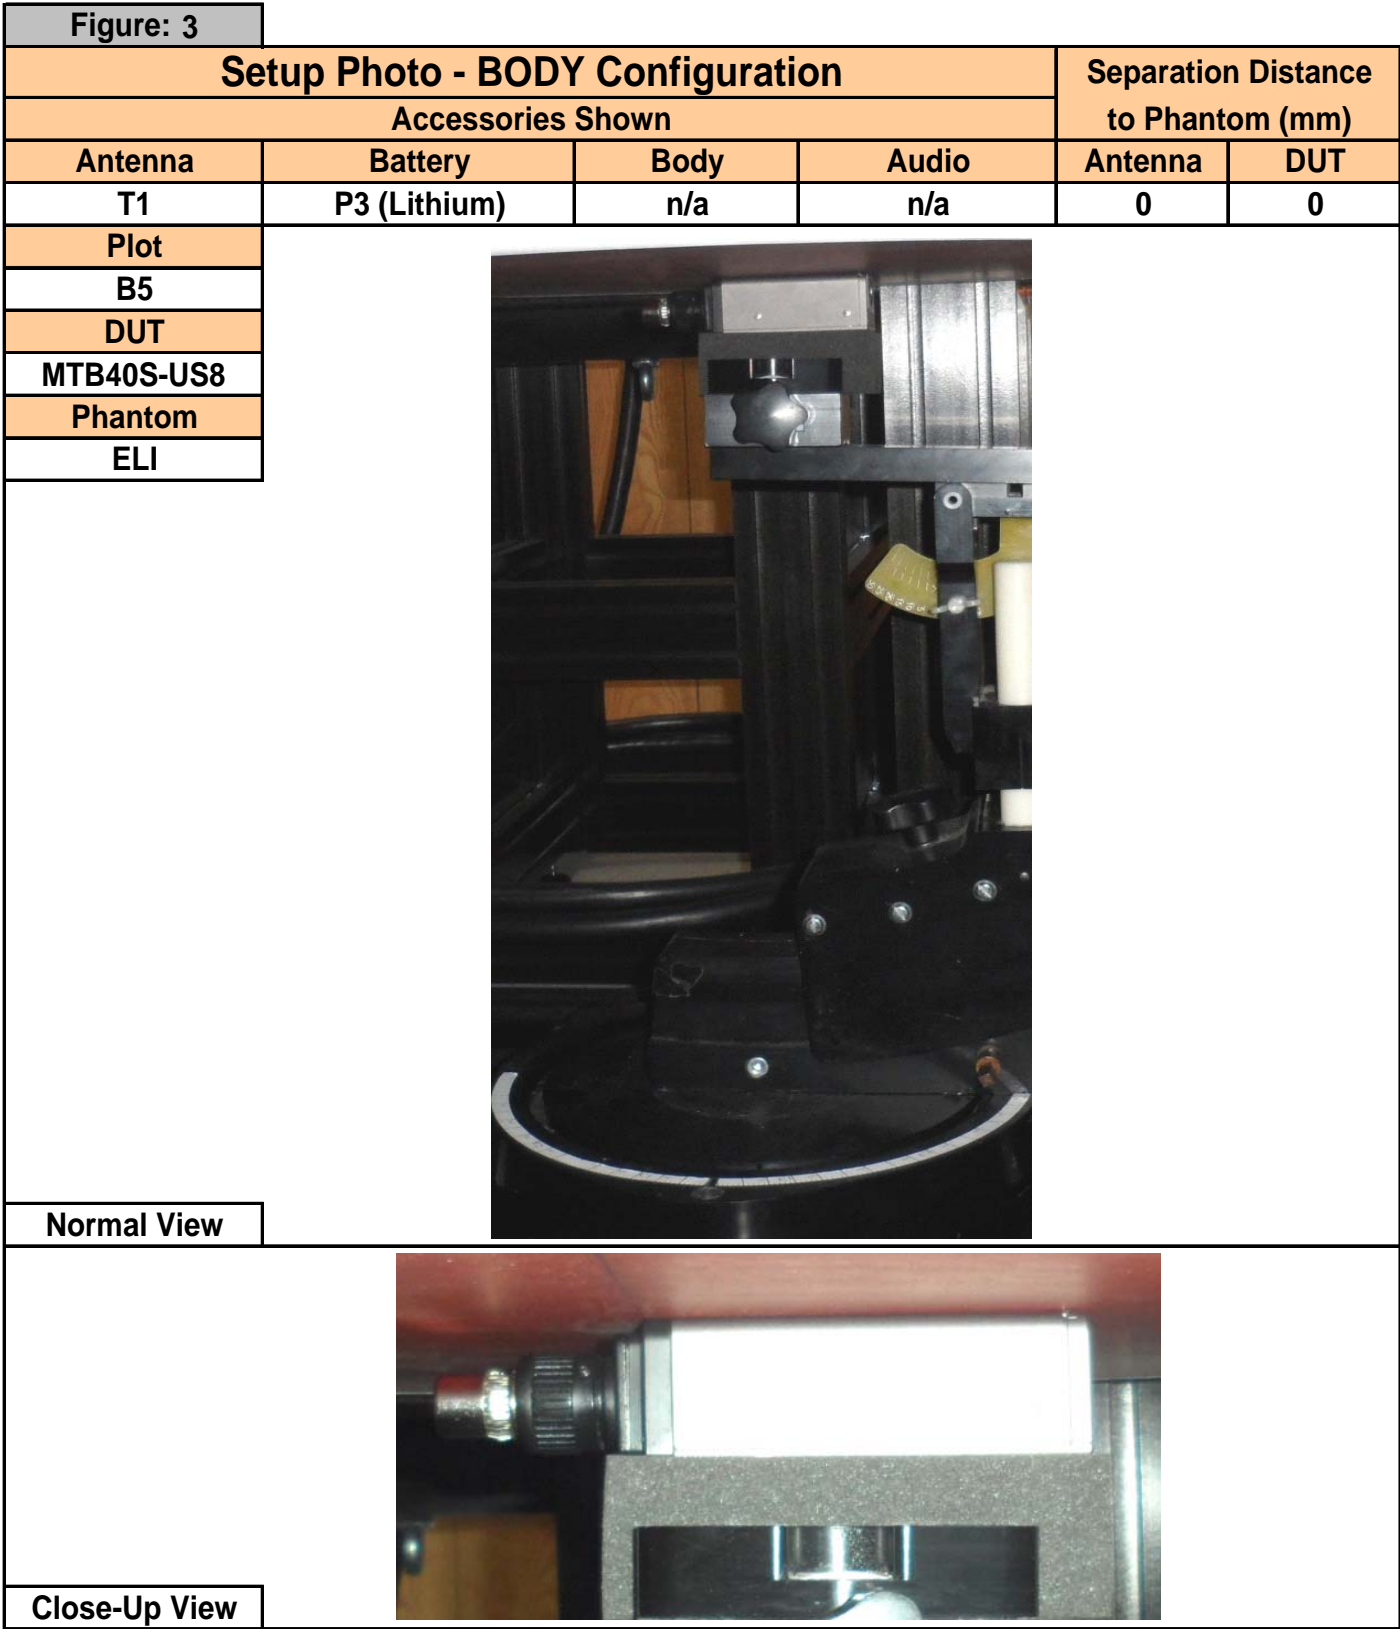 Figure: 3
Setup Photo - BODY Configuration
Separation Distance
to Phantom (mm)
Accessories Shown
Antenna Battery Body Audio Antenna DUT
T1 P3 (Lithium) n/a n/a 0 0
Plot
B5
DUT
MTB40S-US8
Phantom
ELI
Normal View
Close-Up View